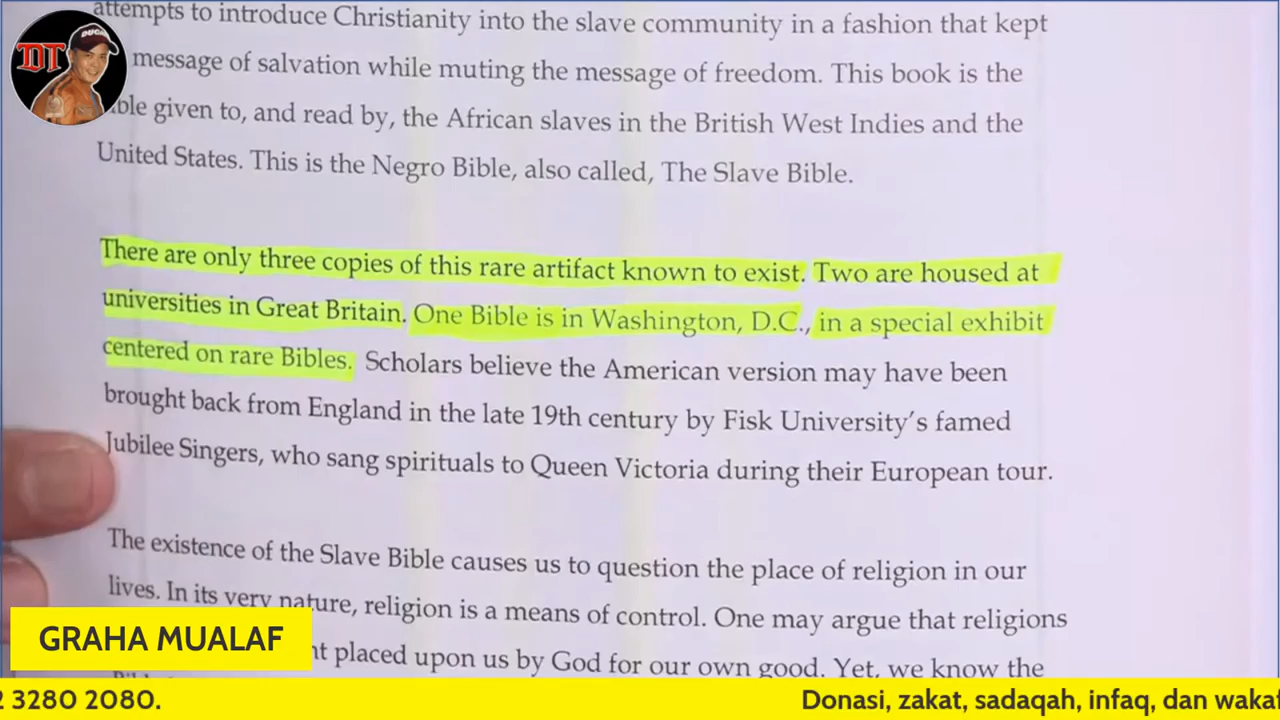 attempts to introduce Christianity into the slave community in a fashion that kept
message of salvation while muting the message of freedom. This book is the
given to, and read by, the African slaves in the British West Indies and the
United States. This is the Negro Bible, also called, The Slave Bible.
There are only three copies of this rare artifact known to exist. Two are housed at
universities in Great Britain. One Bible is in Washington, D.C., in a special exhibit
centered on rare Bibles. Scholars believe the American version may have been
brought back from England in the late 19th century by Fisk University's famed
Jubilee Singers, who sang spirituals to Queen Victoria during their European tour.
The existence of the Slave Bible causes us to question the place of religion in our
lives. In its very nature, religion is a means of control. One may argue that religions
placed upon us by God for our own good. Yet, we know the
DT
DUCATI
GRAHA MUALAF
3280 2080.
Donasi, zakat, sadaqah, infaq, dan